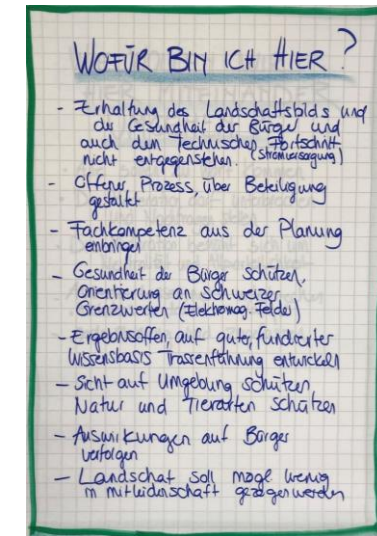 WOFÜR BIN ICH HIER?
- Erhaltung des Landschaftsbilds und
die Gesundheit der Bürger und
auch dem Technischen Fortschritt
nicht entgegenstehen. (Stromversorgung)
- Offener Prozess, über Beteiligung
gestaltet
- Fachkompetenz aus der Planung
einbringen
- Gesundheit der Bürger schützen,
Orientierung an schweizer
Grenzwerten (Elektromag. Felder)
- Ergebnisoffen, auf guter, fundierter
Wissensbasis Trassenführung entwickeln
- Sicht auf Umgebung schützen,
Natur und Tierarten schützen
- Auswirkungen auf Bürger
verfolgen
- Landschaft soll mögl wenig
in mitleidenschaft gezogen werden